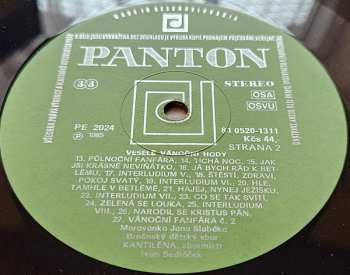 MADE IN CZECHOSLOVAKIA
PANTON
33
STEREO
OSA
OSVU
PE 2024
Ⓟ 1985
81 0520-1311
Kčs 44,-
STRANA 2
VESELÉ VÁNOČNÍ HODY
13. PŮLNOČNÍ FANFÁRA, 14. TICHÁ NOC, 15. JAK
JSI KRÁSNÉ NEVIŇÁTKO, 16. JÁ BYCH RÁD K BET-
LÉMU, 17. INTERLUDIUM V., 18. ŠTĚSTÍ, ZDRAVÍ,
POKOJ SVATÝ, 19. INTERLUDIUM VI., 20. HLE,
TAMHLE V BETLÉMĚ, 21. HAJEJ, NYNEJ JEŽÍŠKU,
22. INTERLUDIUM VII., 23. CO SE TAK SVÍTÍ,
24. ZELENÁ SE LOUKA, 25. INTERLUDIUM
VIII., 26. NARODIL SE KRISTUS PÁN,
27. VÁNOČNÍ FANFÁRA č. 2
Moravanka Jana Slabáka
Brněnský dětský sbor
KANTILÉNA, sbormistr
Ivan Sedláček